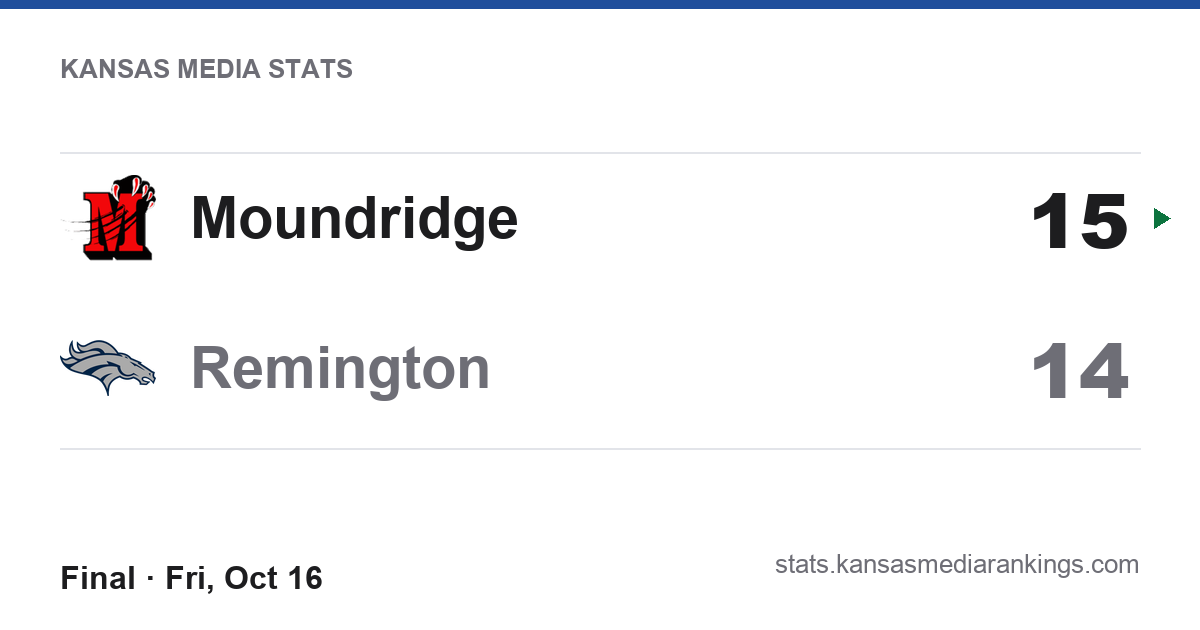 KANSAS MEDIA STATS
M
Moundridge 15
Remington 14
Final · Fri, Oct 16
stats.kansasmediarankings.com